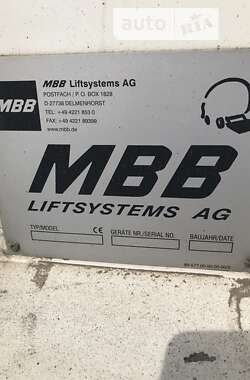 auto RIA
MBB Liftsystems AG
POSTFACH / P. O. BOX 1828
D-27738 DELMENHORST
TEL: +49 4221 853 0
FAX: +49 4221 89399
www.mbb.de
MBB
MBB
LIFTSYSTEMS AG
TYP/MODEL: CE GERÄTE NR./SERIAL NO. BAUJAHR/DATE